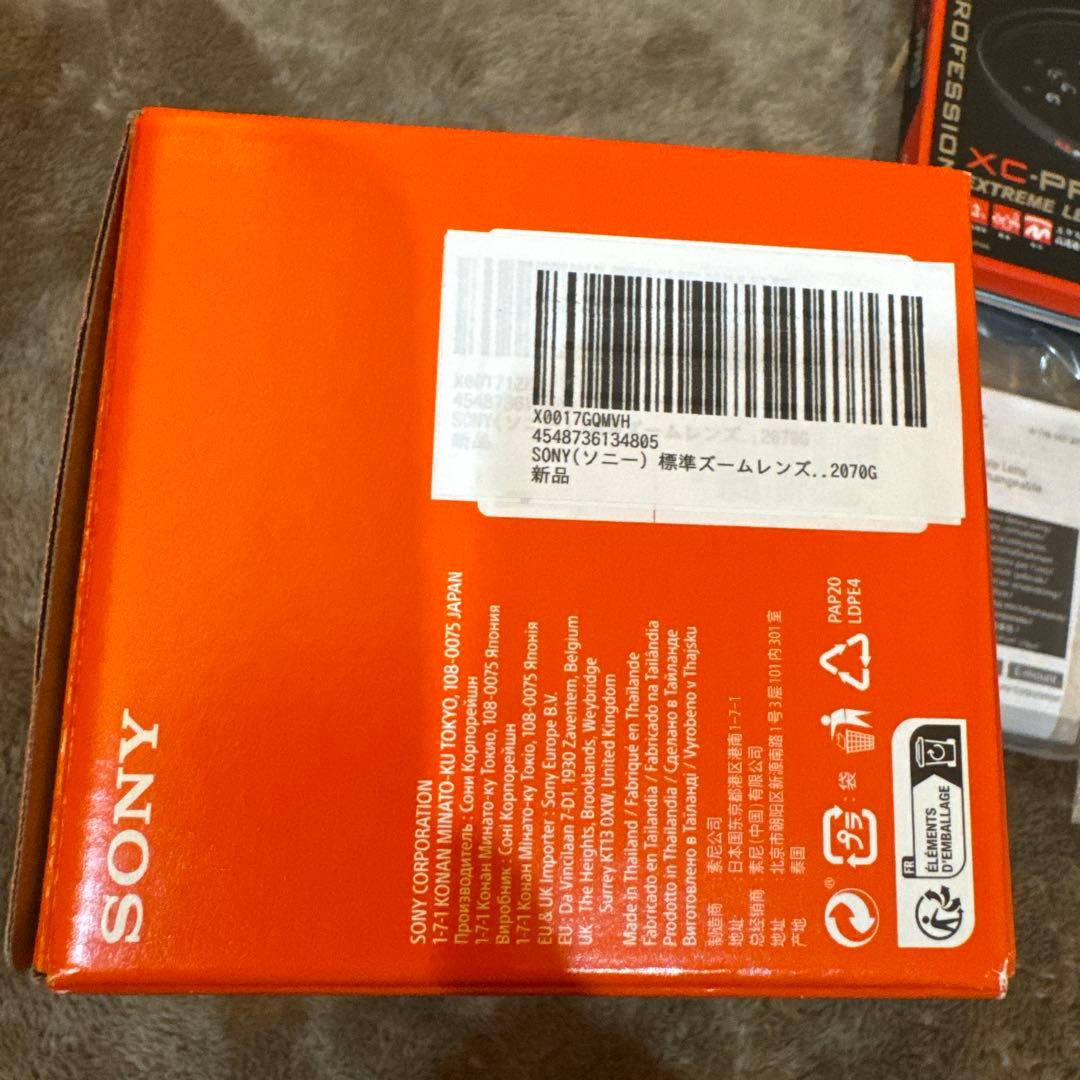 SONY
X0017GQMVH
4548736134805
SONY(ソニー) 標準ズームレンズ..2070G
新品
SONY CORPORATION
1-7-1 KONAN MINATO-KU TOKYO, 108-0075 JAPAN
Производитель : Сони Корпорейшн
1-7-1 Конан Минато-ку Токио, 108-0075 Япония
Виробник : Соні Корпорейшн
1-7-1 Конан Мінато-ку Токіо, 108-0075 Японія
EU & UK Importer : Sony Europe B.V.
EU : Da Vincilaan 7-D1, 1930 Zaventem, Belgium
UK : The Heights, Brooklands, Weybridge
Surrey KT13 0XW, United Kingdom
Made in Thailand / Fabriqué en Thaïlande
Fabricado en Tailandia / Fabricado na Tailândia
Prodotto in Thailandia / Сделано в Тайланде
Виготовлено в Таїланді / Vyrobeno v Thajsku
制造商 索尼公司
地址 : 日本国东京都港区港南 1-7-1
总经销商 索尼(中国)有限公司
地址 : 北京市朝阳区新源南路 1 号 3 层 101 内 301 室
产地 泰国
プラ : 袋
PAP20
LDPE4
FR
ÉLÉMENTS
D'EMBALLAGE
PROFESSION
XC-PR
EXTREME LE